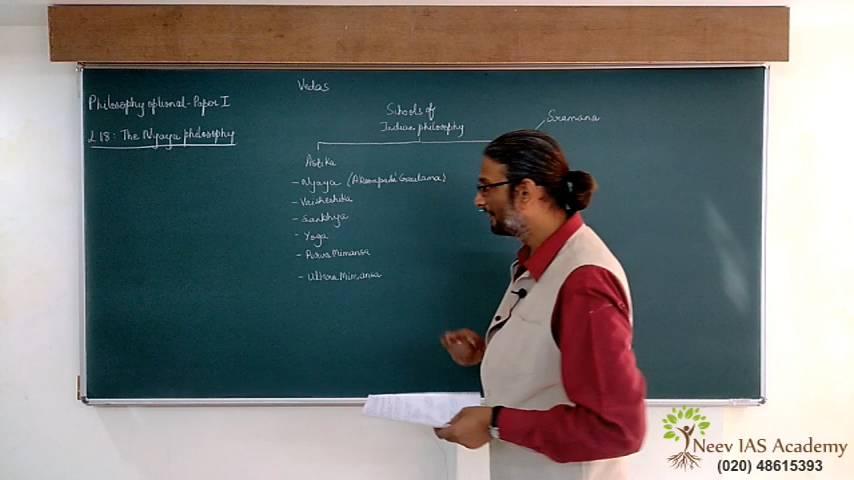 Vedas
Philosophy optional - Paper I
L 18: The Nyaya philosophy
Schools of
Indian philosophy
Sramana
Astika
- Nyaya (Aksapada Gautama)
- Vaisheshika
- Sankhya
- Yoga
- Purva Mimansa
- Uttara Mimansa
Neev IAS Academy
(020) 48615393